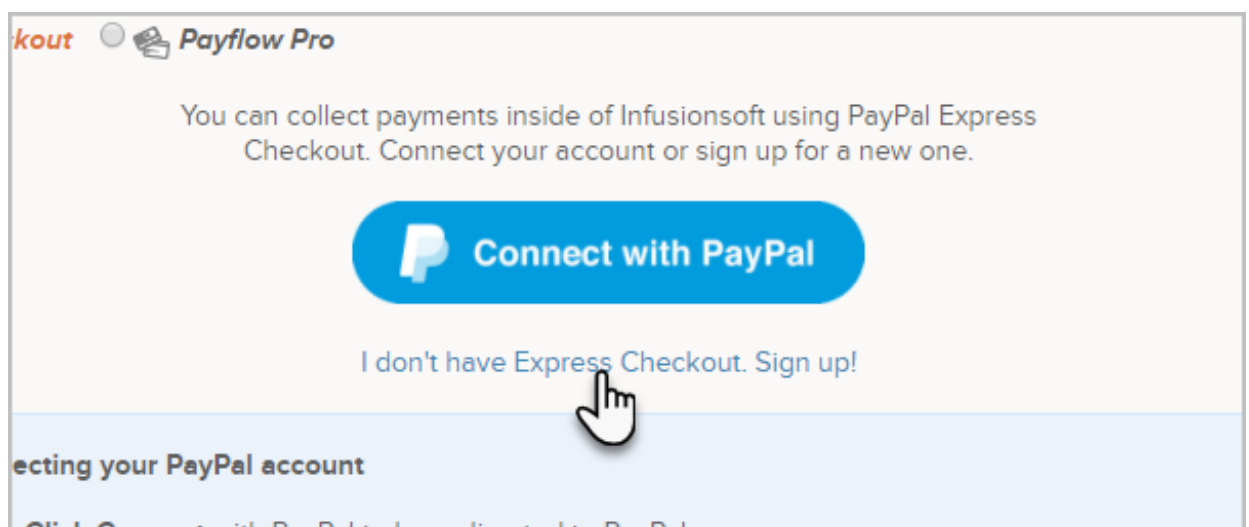 kout Payflow Pro
You can collect payments inside of Infusionsoft using PayPal Express
Checkout. Connect your account or sign up for a new one.
Connect with PayPal
I don't have Express Checkout. Sign up!
ecting your PayPal account